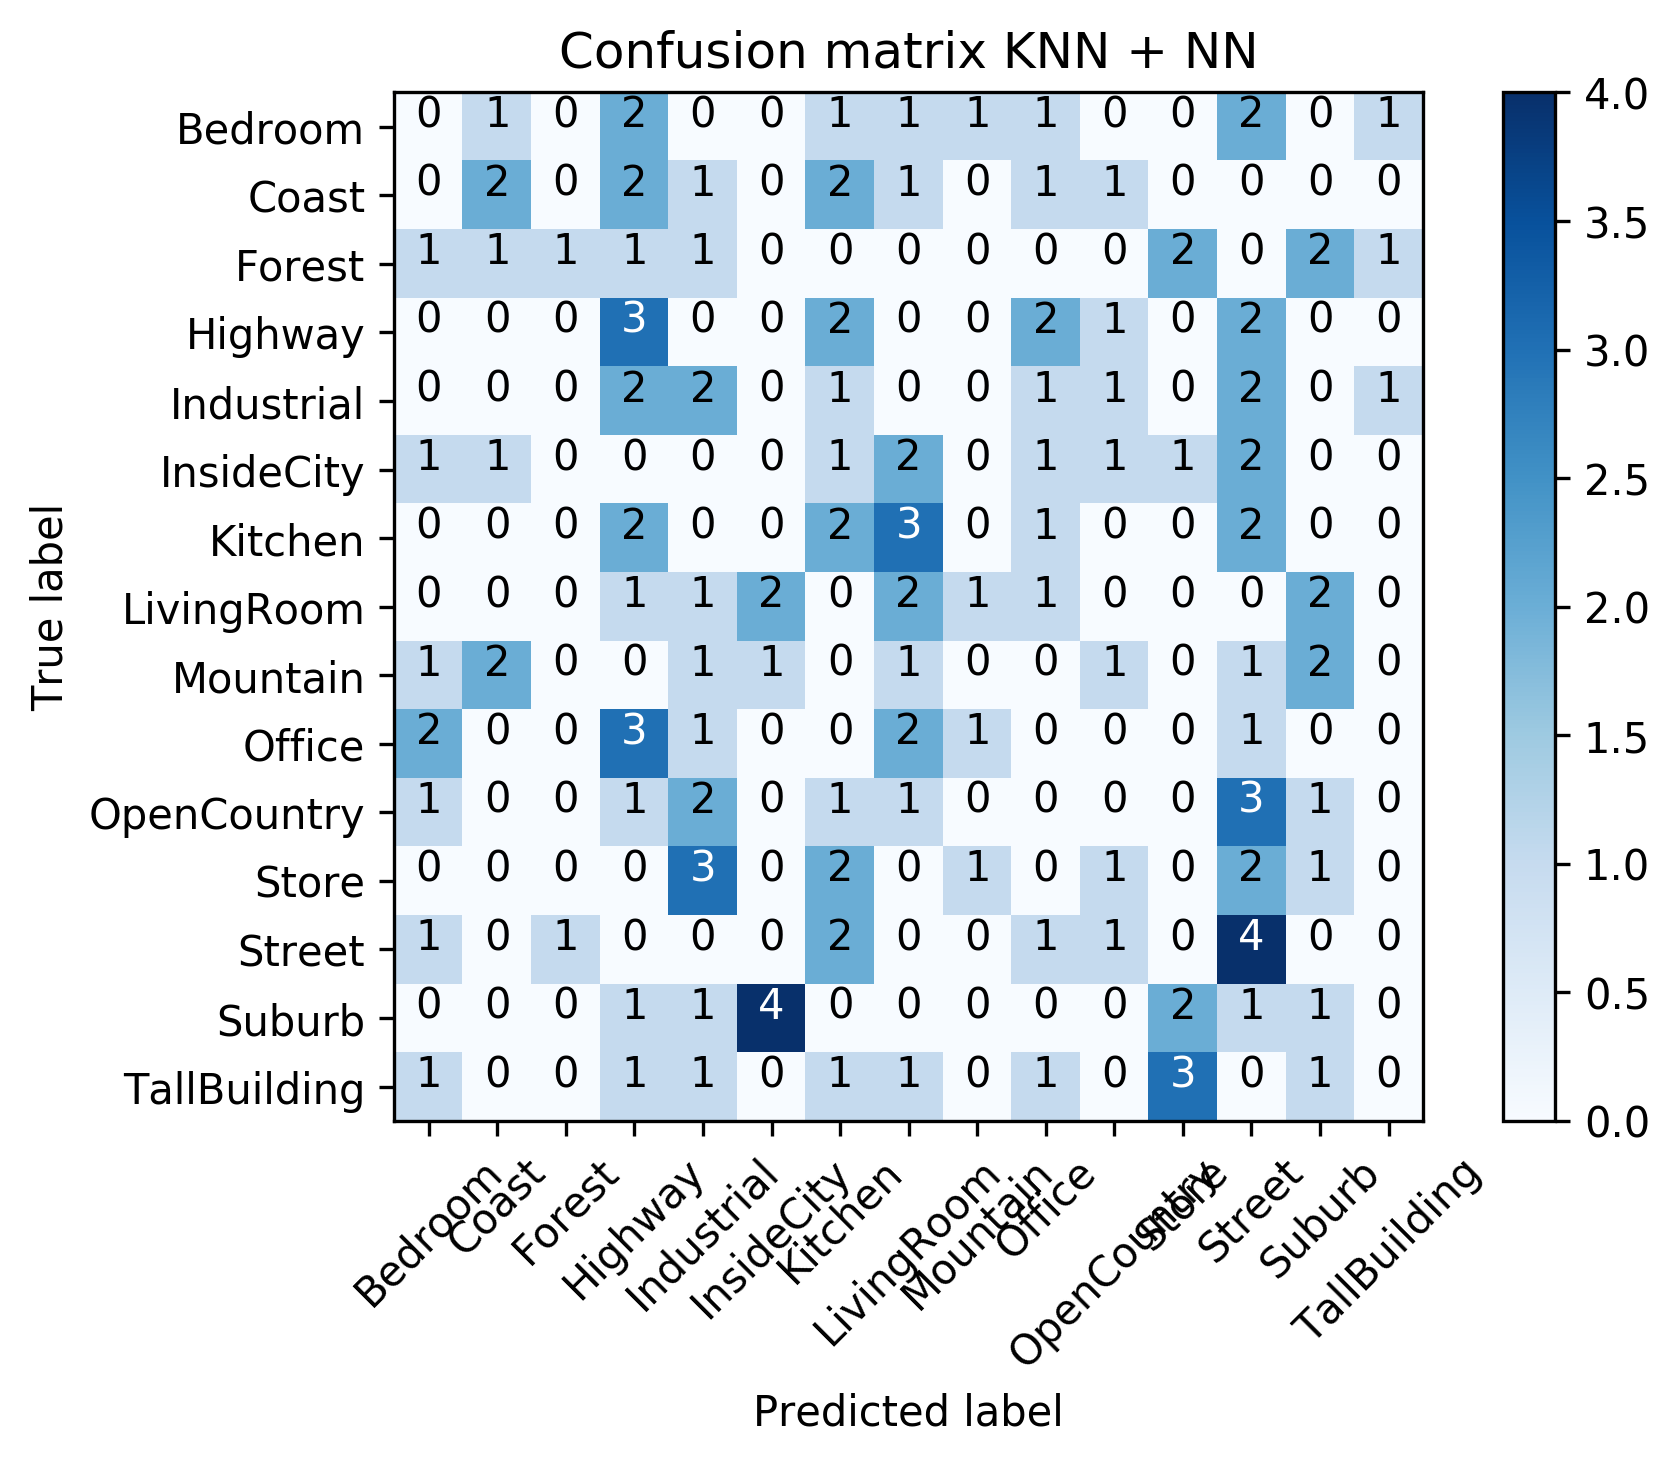 Confusion matrix KNN + NN
Bedroom 0 1 0 2 0 0 1 1 1 1 0 0 2 0 1
Coast 0 2 0 2 1 0 2 1 0 1 1 0 0 0 0
Forest 1 1 1 1 1 0 0 0 0 0 0 2 0 2 1
Highway 0 0 0 3 0 0 2 0 0 2 1 0 2 0 0
Industrial 0 0 0 2 2 0 1 0 0 1 1 0 2 0 1
InsideCity 1 1 0 0 0 0 1 2 0 1 1 1 2 0 0
Kitchen 0 0 0 2 0 0 2 3 0 1 0 0 2 0 0
LivingRoom 0 0 0 1 1 2 0 2 1 1 0 0 0 2 0
Mountain 1 2 0 0 1 1 0 1 0 0 1 0 1 2 0
Office 2 0 0 3 1 0 0 2 1 0 0 0 1 0 0
OpenCountry 1 0 0 1 2 0 1 1 0 0 0 0 3 1 0
Store 0 0 0 0 3 0 2 0 1 0 1 0 2 1 0
Street 1 0 1 0 0 0 2 0 0 1 1 0 4 0 0
Suburb 0 0 0 1 1 4 0 0 0 0 0 2 1 1 0
TallBuilding 1 0 0 1 1 0 1 1 0 1 0 3 0 1 0
True label
Bedroom
Coast
Forest
Highway
Industrial
InsideCity
Kitchen
LivingRoom
Mountain
Office
OpenCountry
Store
Street
Suburb
TallBuilding
Predicted label
4.0
3.5
3.0
2.5
2.0
1.5
1.0
0.5
0.0